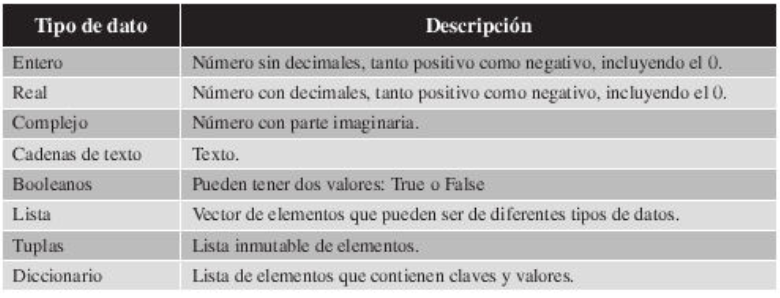 Tipo de dato Descripción
Entero Número sin decimales, tanto positivo como negativo, incluyendo el 0.
Real Número con decimales, tanto positivo como negativo, incluyendo el 0.
Complejo Número con parte imaginaria.
Cadenas de texto Texto.
Booleanos Pueden tener dos valores: True o False
Lista Vector de elementos que pueden ser de diferentes tipos de datos.
Tuplas Lista inmutable de elementos.
Diccionario Lista de elementos que contienen claves y valores.